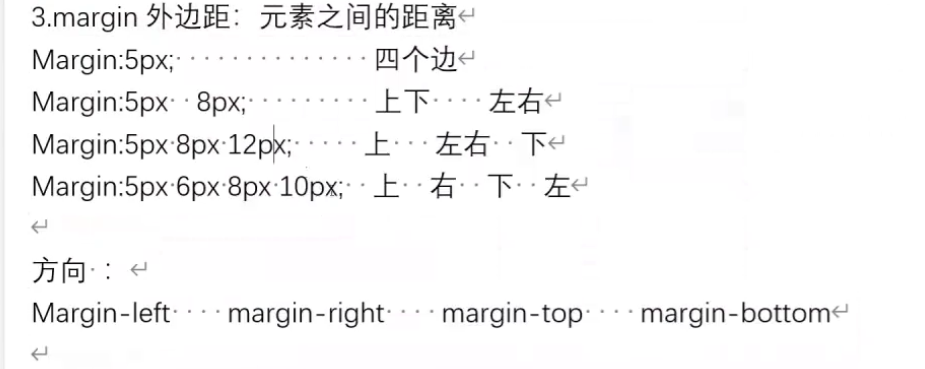 3.margin 外边距：元素之间的距离
Margin:5px; 四个边
Margin:5px 8px; 上下 左右
Margin:5px 8px 12px; 上 左右 下
Margin:5px 6px 8px 10px; 上 右 下 左
方向 ：
Margin-left margin-right margin-top margin-bottom